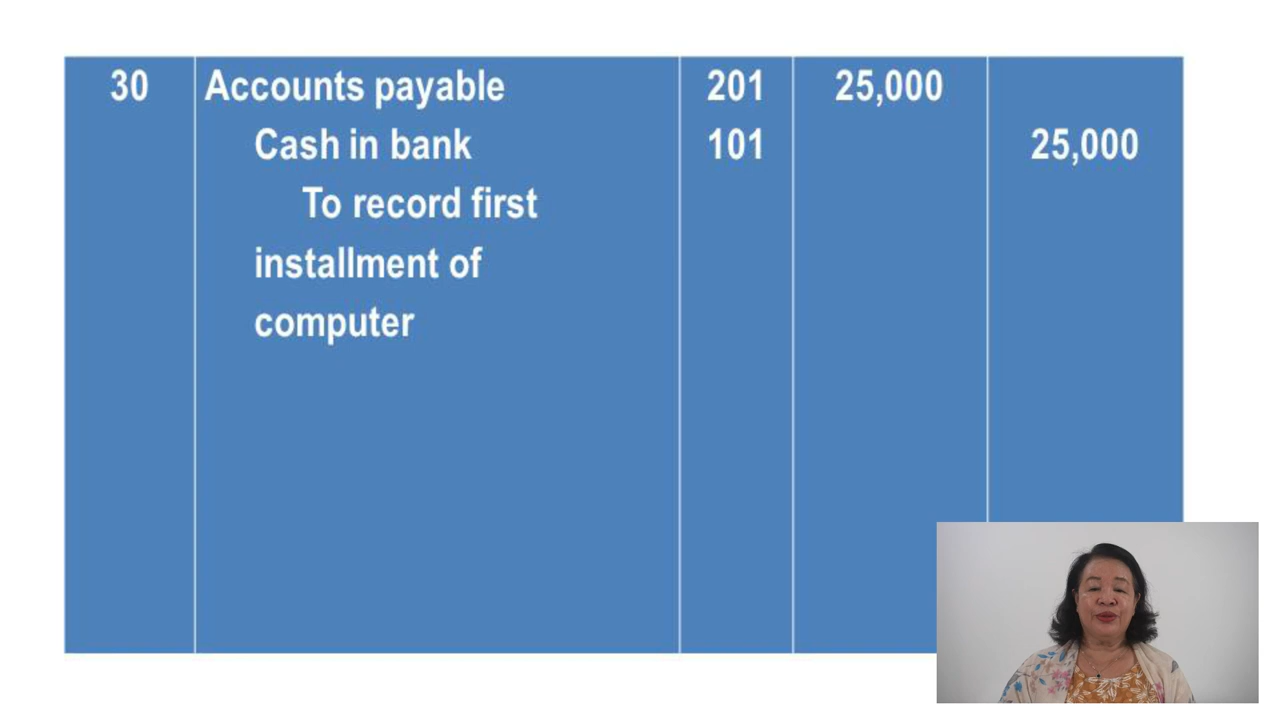 30 Accounts payable 201 25,000
Cash in bank 101 25,000
To record first
installment of
computer